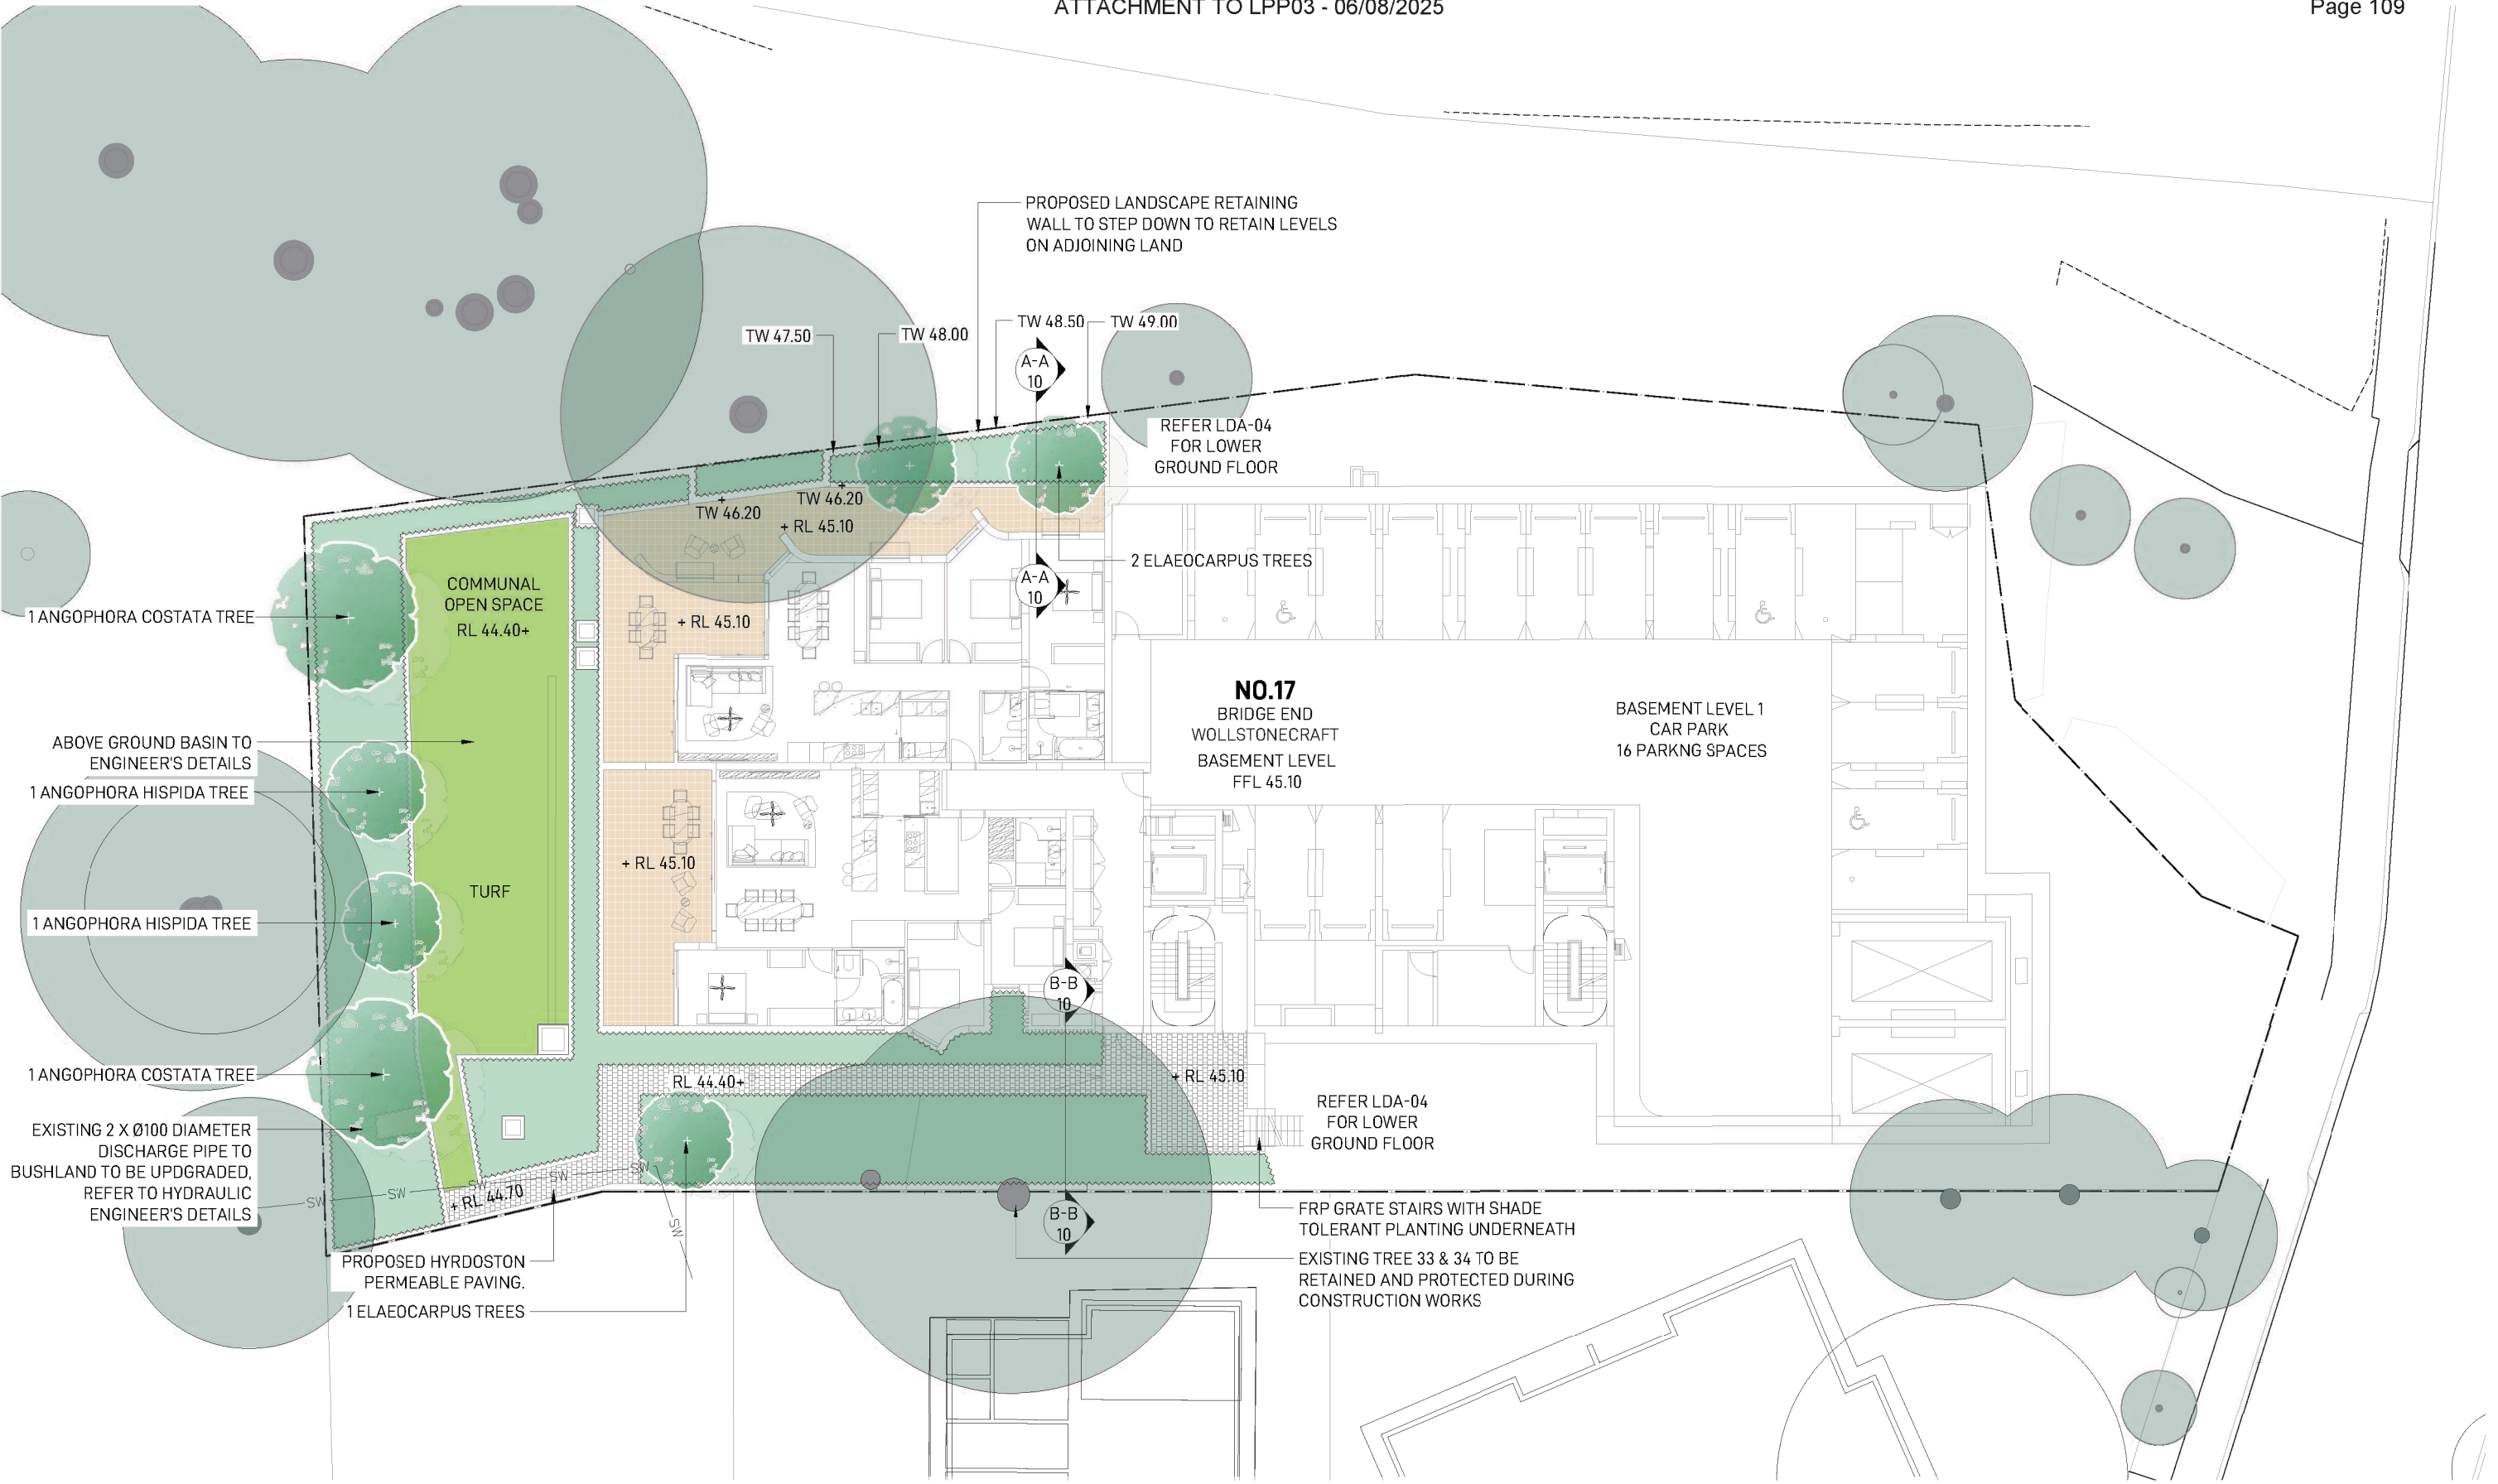 ATTACHMENT TO LPP03 - 06/08/2025
Page 109
PROPOSED LANDSCAPE RETAINING
WALL TO STEP DOWN TO RETAIN LEVELS
ON ADJOINING LAND
TW 47.50
TW 48.00
TW 48.50
TW 49.00
A-A
10
REFER LDA-04
FOR LOWER
GROUND FLOOR
TW 46.20
TW 46.20
+ RL 45.10
2 ELAEOCARPUS TREES
A-A
10
COMMUNAL
OPEN SPACE
RL 44.40+
1 ANGOPHORA COSTATA TREE
+ RL 45.10
NO.17
BRIDGE END
WOLLSTONECRAFT
BASEMENT LEVEL
FFL 45.10
BASEMENT LEVEL 1
CAR PARK
16 PARKNG SPACES
ABOVE GROUND BASIN TO
ENGINEER'S DETAILS
1 ANGOPHORA HISPIDA TREE
+ RL 45.10
TURF
1 ANGOPHORA HISPIDA TREE
B-B
10
1 ANGOPHORA COSTATA TREE
RL 44.40+
+ RL 45.10
REFER LDA-04
FOR LOWER
GROUND FLOOR
EXISTING 2 X Ø100 DIAMETER
DISCHARGE PIPE TO
BUSHLAND TO BE UPDGRADED,
REFER TO HYDRAULIC
ENGINEER'S DETAILS
SW
SW
SW
SW
SW
SW
+ RL 44.70
B-B
10
FRP GRATE STAIRS WITH SHADE
TOLERANT PLANTING UNDERNEATH
PROPOSED HYRDOSTON
PERMEABLE PAVING.
EXISTING TREE 33 & 34 TO BE
RETAINED AND PROTECTED DURING
CONSTRUCTION WORKS
1 ELAEOCARPUS TREES